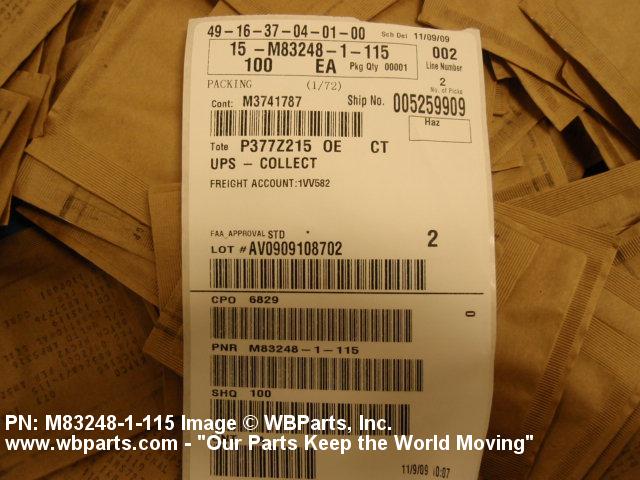 49-16-37-04-01-00 Sch Del 11/09/09
15 -M83248-1-115 002
100 EA Pkg Qty 00001 Line Number
2
PACKING (1/72) No. of Picks
Cont: M3741787 Ship No. 005259909
Haz
Tote P377Z215 OE CT
UPS - COLLECT
FREIGHT ACCOUNT:1VV582
FAA_APPROVAL STD
2
LOT # AV0909108702
CPO 6829
0
PNR M83248-1-115
SHQ 100
PN: M83248-1-115 Image © WBParts, Inc.
www.wbparts.com - "Our Parts Keep the World Moving"
11/9/09 10:07